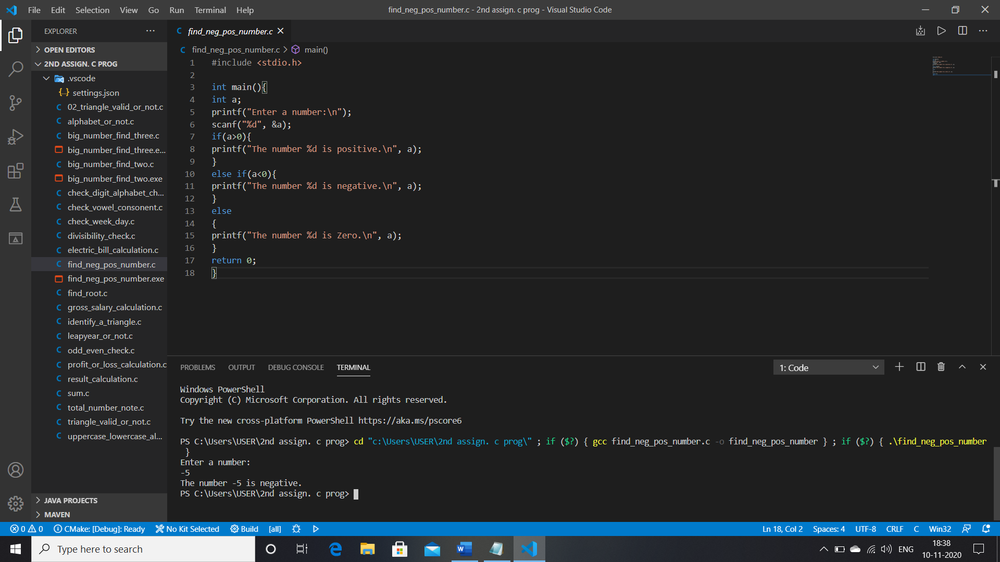 File Edit Selection View Go Run Terminal Help
find_neg_pos_number.c - 2nd assign. c prog - Visual Studio Code
EXPLORER
OPEN EDITORS
2ND ASSIGN. C PROG
.vscode
{..} settings.json
C 02_triangle_valid_or_not.c
C alphabet_or_not.c
C big_number_find_three.c
big_number_find_three.e...
C big_number_find_two.c
big_number_find_two.exe
C check_digit_alphabet_ch...
C check_vowel_consonent.c
C check_week_day.c
C divisibility_check.c
C electric_bill_calculation.c
C find_neg_pos_number.c
find_neg_pos_number.exe
C find_root.c
C gross_salary_calculation.c
C identify_a_triangle.c
C leapyear_or_not.c
C odd_even_check.c
C profit_or_loss_calculation.c
C result_calculation.c
C sum.c
C total_number_note.c
C triangle_valid_or_not.c
C uppercase_lowercase_al...
JAVA PROJECTS
MAVEN
C find_neg_pos_number.c
C find_neg_pos_number.c > main()
1 #include <stdio.h>
2
3 int main(){
4 int a;
5 printf("Enter a number:\n");
6 scanf("%d", &a);
7 if(a>0){
8 printf("The number %d is positive.\n", a);
9 }
10 else if(a<0){
11 printf("The number %d is negative.\n", a);
12 }
13 else
14 {
15 printf("The number %d is Zero.\n", a);
16 }
17 return 0;
18 }
PROBLEMS OUTPUT DEBUG CONSOLE TERMINAL
1: Code
Windows PowerShell
Copyright (C) Microsoft Corporation. All rights reserved.
Try the new cross-platform PowerShell https://aka.ms/pscore6
PS C:\Users\USER\2nd assign. c prog> cd "c:\Users\USER\2nd assign. c prog\" ; if ($?) { gcc find_neg_pos_number.c -o find_neg_pos_number } ; if ($?) { .\find_neg_pos_number
}
Enter a number:
-5
The number -5 is negative.
PS C:\Users\USER\2nd assign. c prog>
0 0 CMake: [Debug]: Ready No Kit Selected Build [all]
Ln 18, Col 2 Spaces: 4 UTF-8 CRLF C Win32
Type here to search
ENG
18:38
10-11-2020